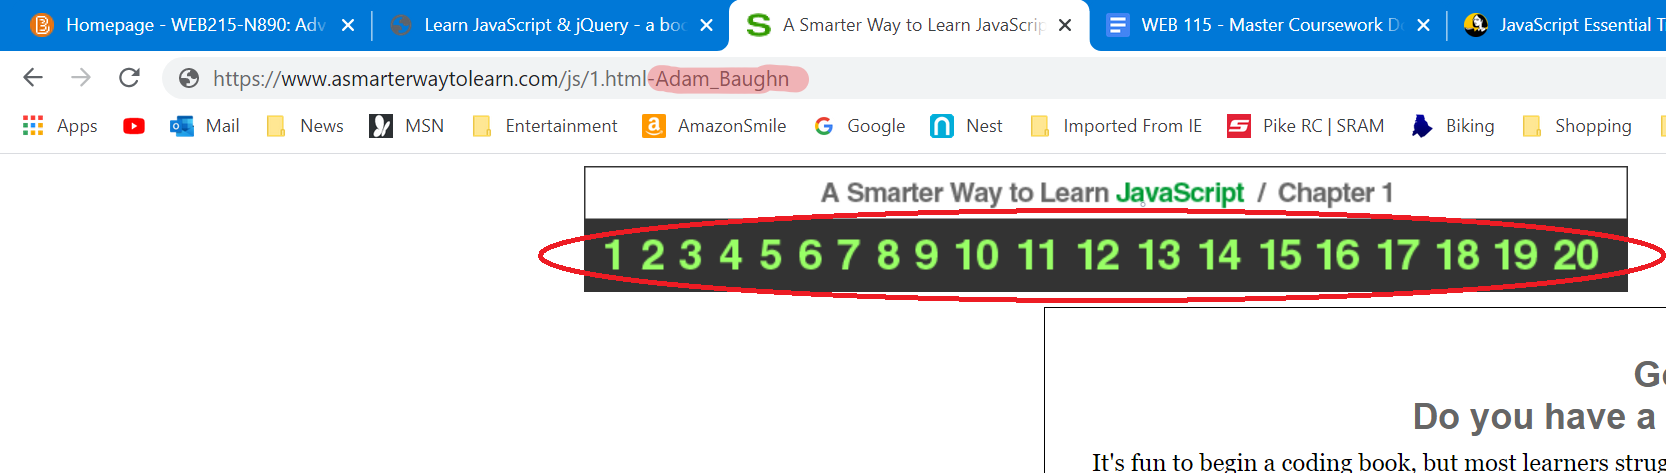 Homepage - WEB215-N890: Adv
Learn JavaScript & jQuery - a boo
A Smarter Way to Learn JavaScrip
WEB 115 - Master Coursework Do
JavaScript Essential T
https://www.asmarterwaytolearn.com/js/1.html-Adam_Baughn
Apps Mail News MSN Entertainment AmazonSmile Google Nest Imported From IE Pike RC | SRAM Biking Shopping
A Smarter Way to Learn JavaScript / Chapter 1
1 2 3 4 5 6 7 8 9 10 11 12 13 14 15 16 17 18 19 20
Ge
Do you have a
It's fun to begin a coding book, but most learners strug